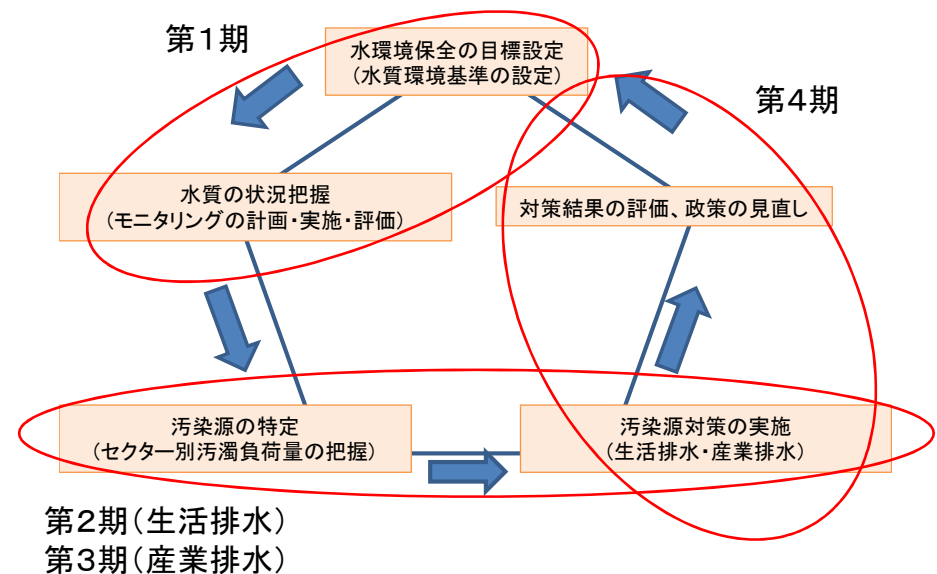 第1期
水環境保全の目標設定
(水質環境基準の設定)
第4期
水質の状況把握
(モニタリングの計画・実施・評価)
対策結果の評価、政策の見直し
汚染源の特定
(セクター別汚濁負荷量の把握)
汚染源対策の実施
(生活排水・産業排水)
第2期(生活排水)
第3期(産業排水)